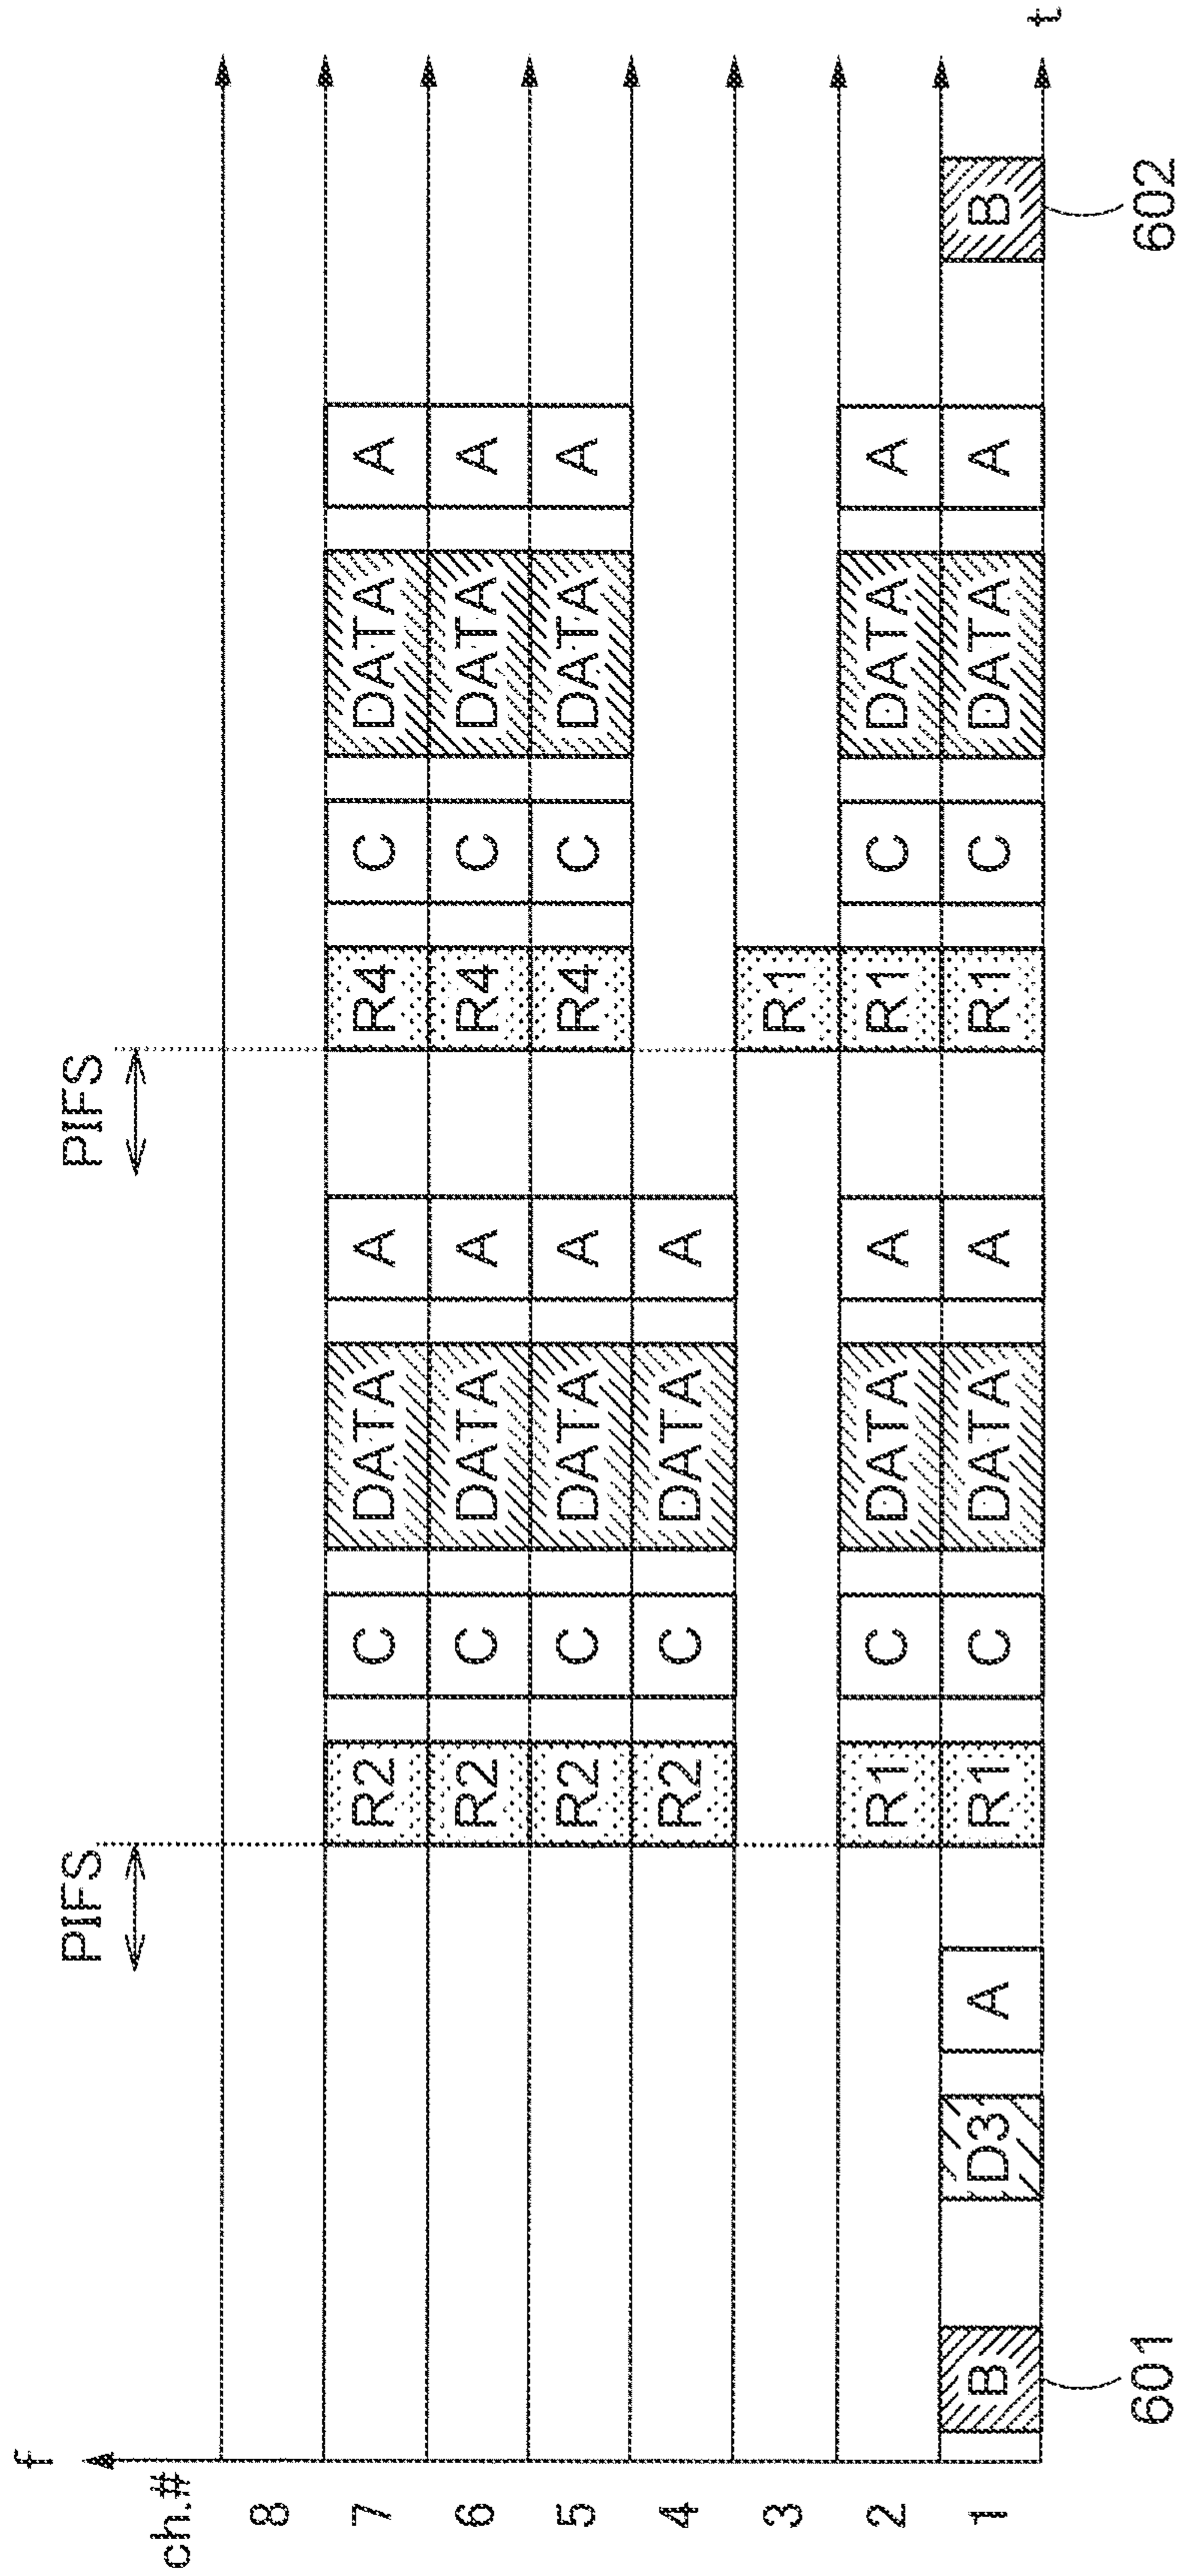 f
ch.#
PIFS PIFS
8
7 R2 C DATA A R4 C DATA A
6 R2 C DATA A R4 C DATA A
5 R2 C DATA A R4 C DATA A
4 R2 C DATA A
3 R1
2 R1 C DATA A R1 C DATA A
1 B D3 A R1 C DATA A R1 C DATA A B
t
601 602